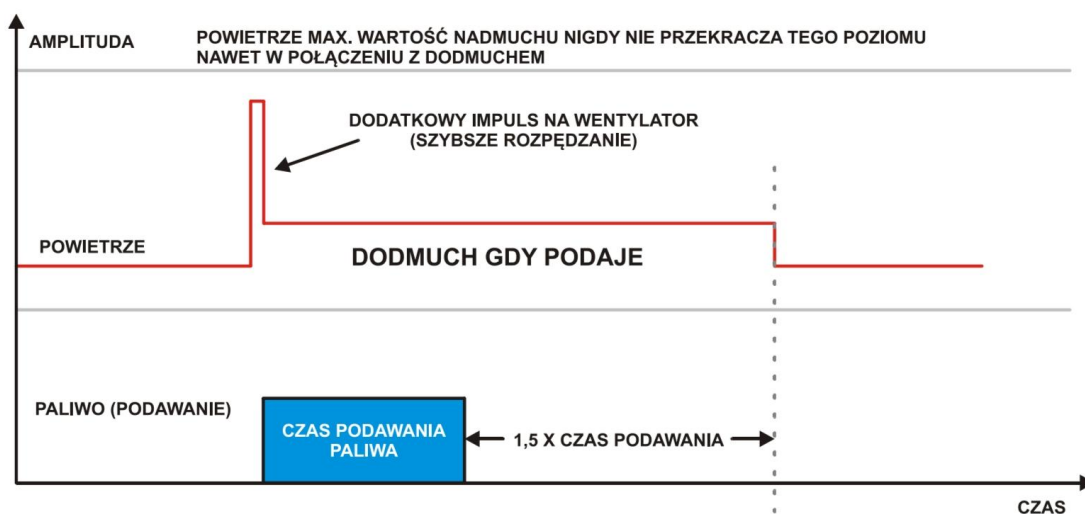 AMPLITUDA
POWIETRZE MAX. WARTOŚĆ NADMUCHU NIGDY NIE PRZEKRACZA TEGO POZIOMU
NAWET W POŁĄCZENIU Z DODMUCHEM
DODATKOWY IMPULS NA WENTYLATOR
(SZYBSZE ROZPĘDZANIE)
POWIETRZE
DODMUCH GDY PODAJE
PALIWO (PODAWANIE)
CZAS PODAWANIA
PALIWA
1,5 X CZAS PODAWANIA
CZAS